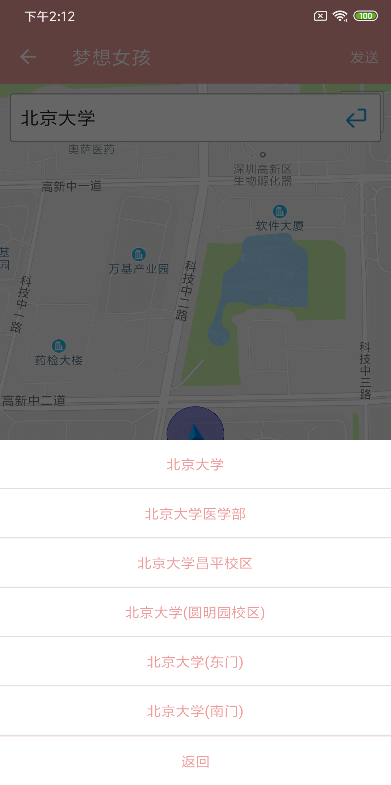 下午2:12
100
梦想女孩
发送
北京大学
奥萨医药
深圳高新区
生物孵化器
高新中一道
软件大厦
基
园
万基产业园
科技中一路
科技中二路
药检大楼
科技中三路
高新中二道
北京大学
北京大学医学部
北京大学昌平校区
北京大学(圆明园校区)
北京大学(东门)
北京大学(南门)
返回